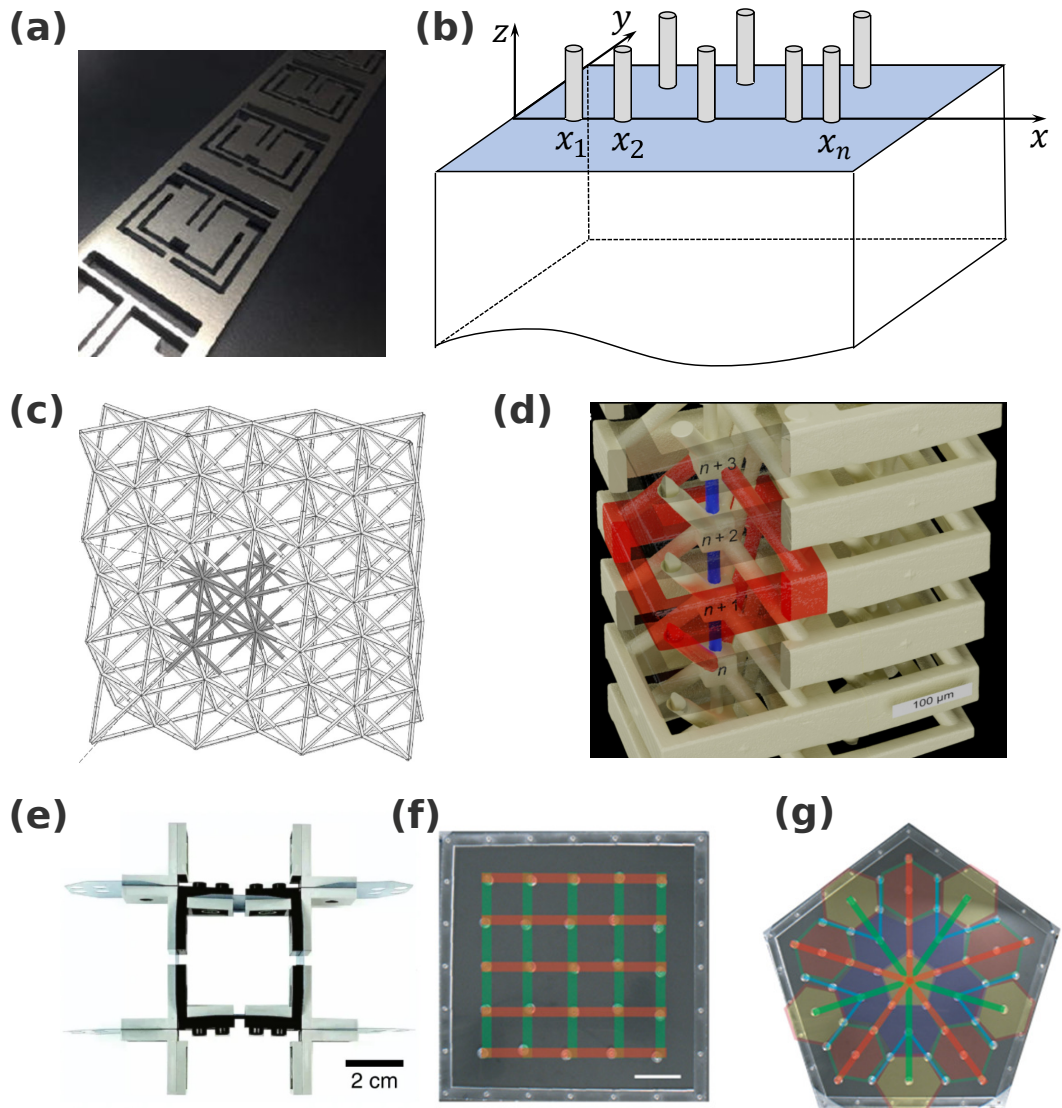 (a)
(b)
z
y
x₁
x₂
xₙ
x
(c)
(d)
n + 3
n + 2
n + 1
n
100 μm
(e)
2 cm
(f)
(g)